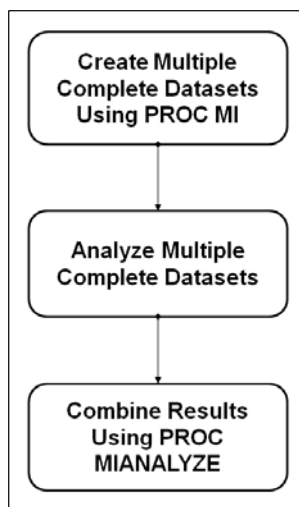 Create Multiple
Complete Datasets
Using PROC MI
Analyze Multiple
Complete Datasets
Combine Results
Using PROC
MIANALYZE